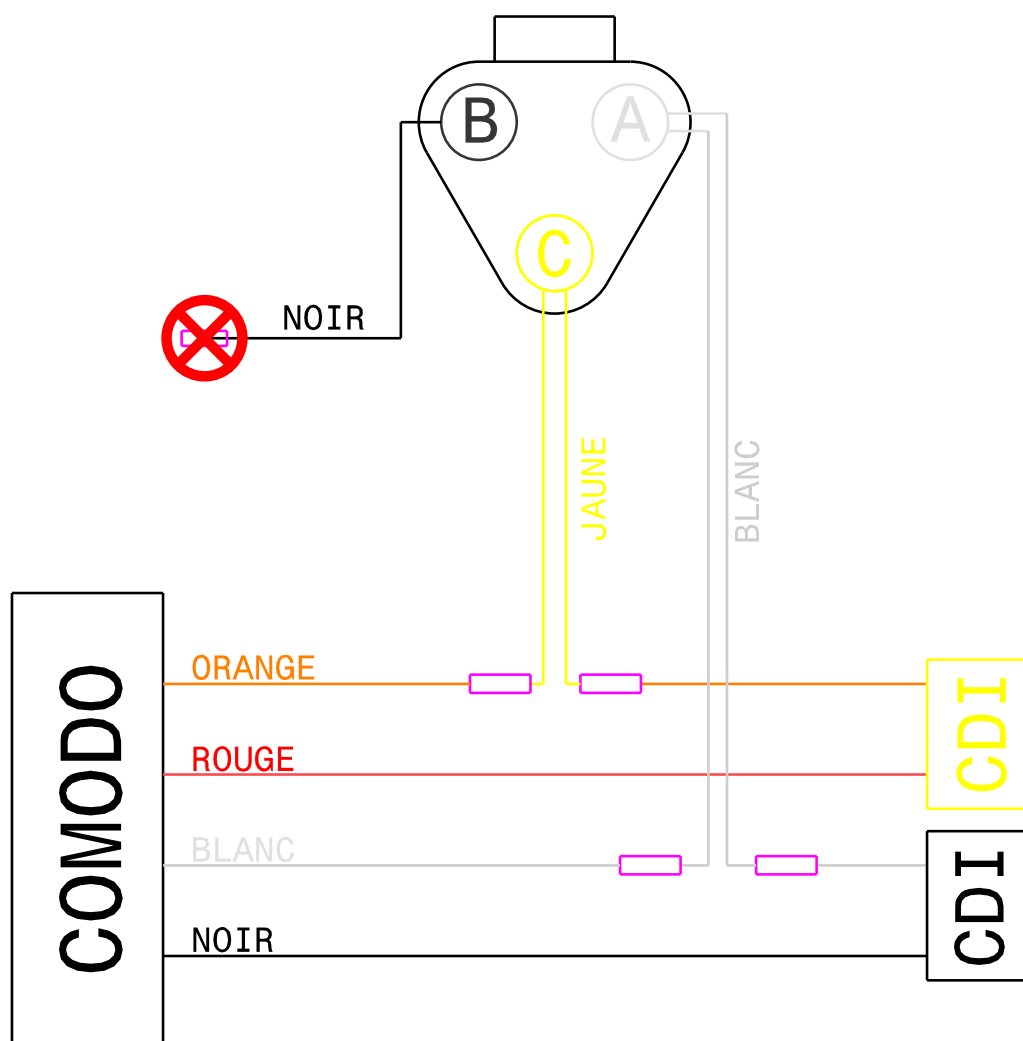 B
A
C
NOIR
JAUNE
BLANC
COMODO
ORANGE
ROUGE
BLANC
NOIR
CDI
CDI